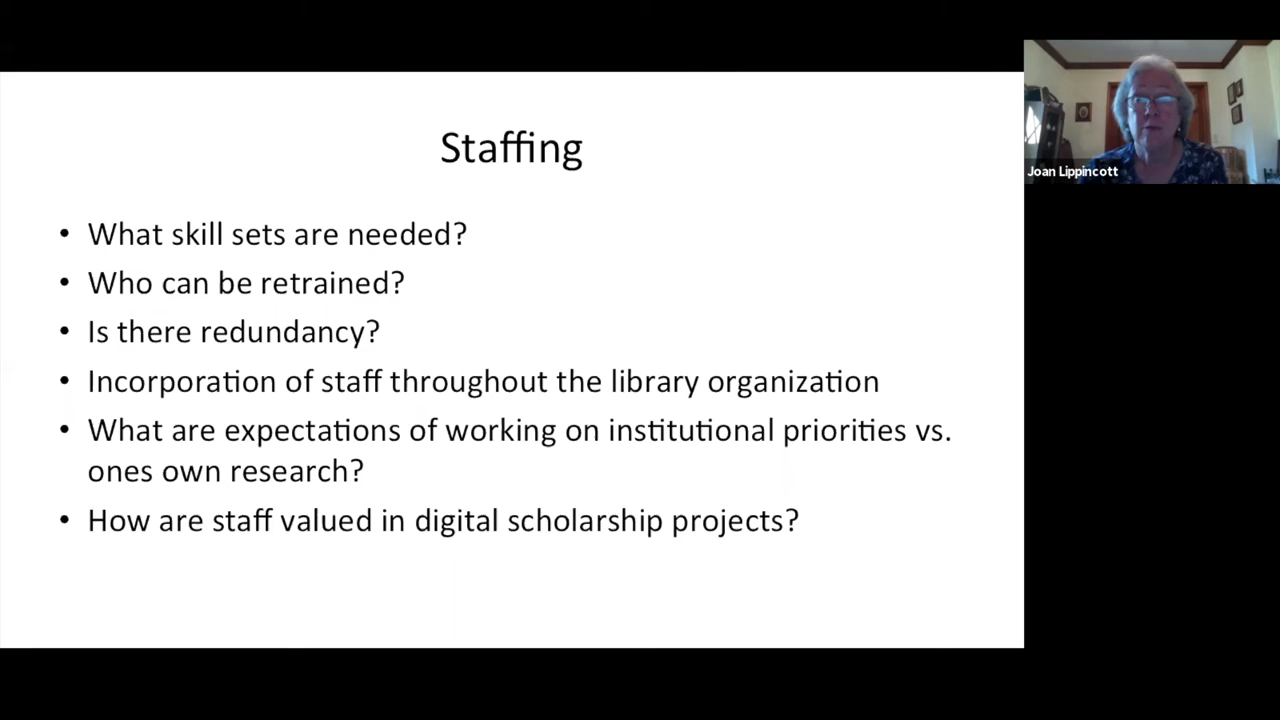 Staffing
• What skill sets are needed?
• Who can be retrained?
• Is there redundancy?
• Incorporation of staff throughout the library organization
• What are expectations of working on institutional priorities vs.
ones own research?
• How are staff valued in digital scholarship projects?
Joan Lippincott